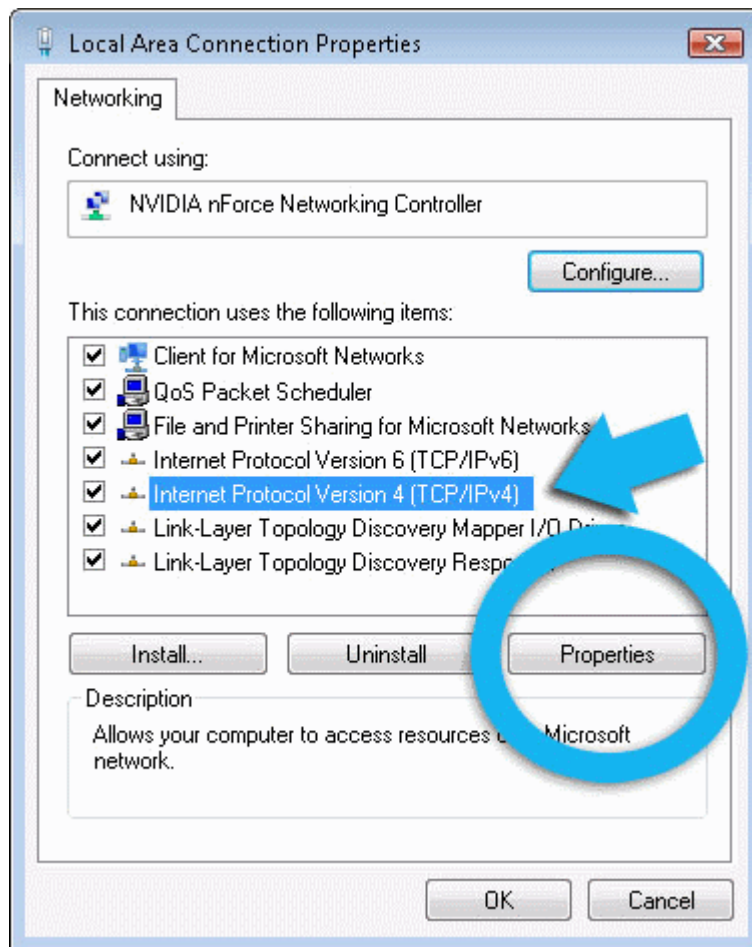 Local Area Connection Properties
Networking
Connect using:
NVIDIA nForce Networking Controller
Configure...
This connection uses the following items:
Client for Microsoft Networks
QoS Packet Scheduler
File and Printer Sharing for Microsoft Networks
Internet Protocol Version 6 (TCP/IPv6)
Internet Protocol Version 4 (TCP/IPv4)
Link-Layer Topology Discovery Mapper I/O
Link-Layer Topology Discovery
Install...
Uninstall
Properties
Description
Allows your computer to access resources Microsoft
network.
OK
Cancel